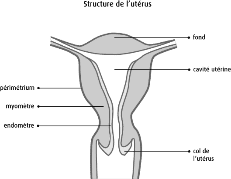 Structure de l'utérus
fond
cavité utérine
périmétrium
myomètre
endomètre
col de
l'utérus